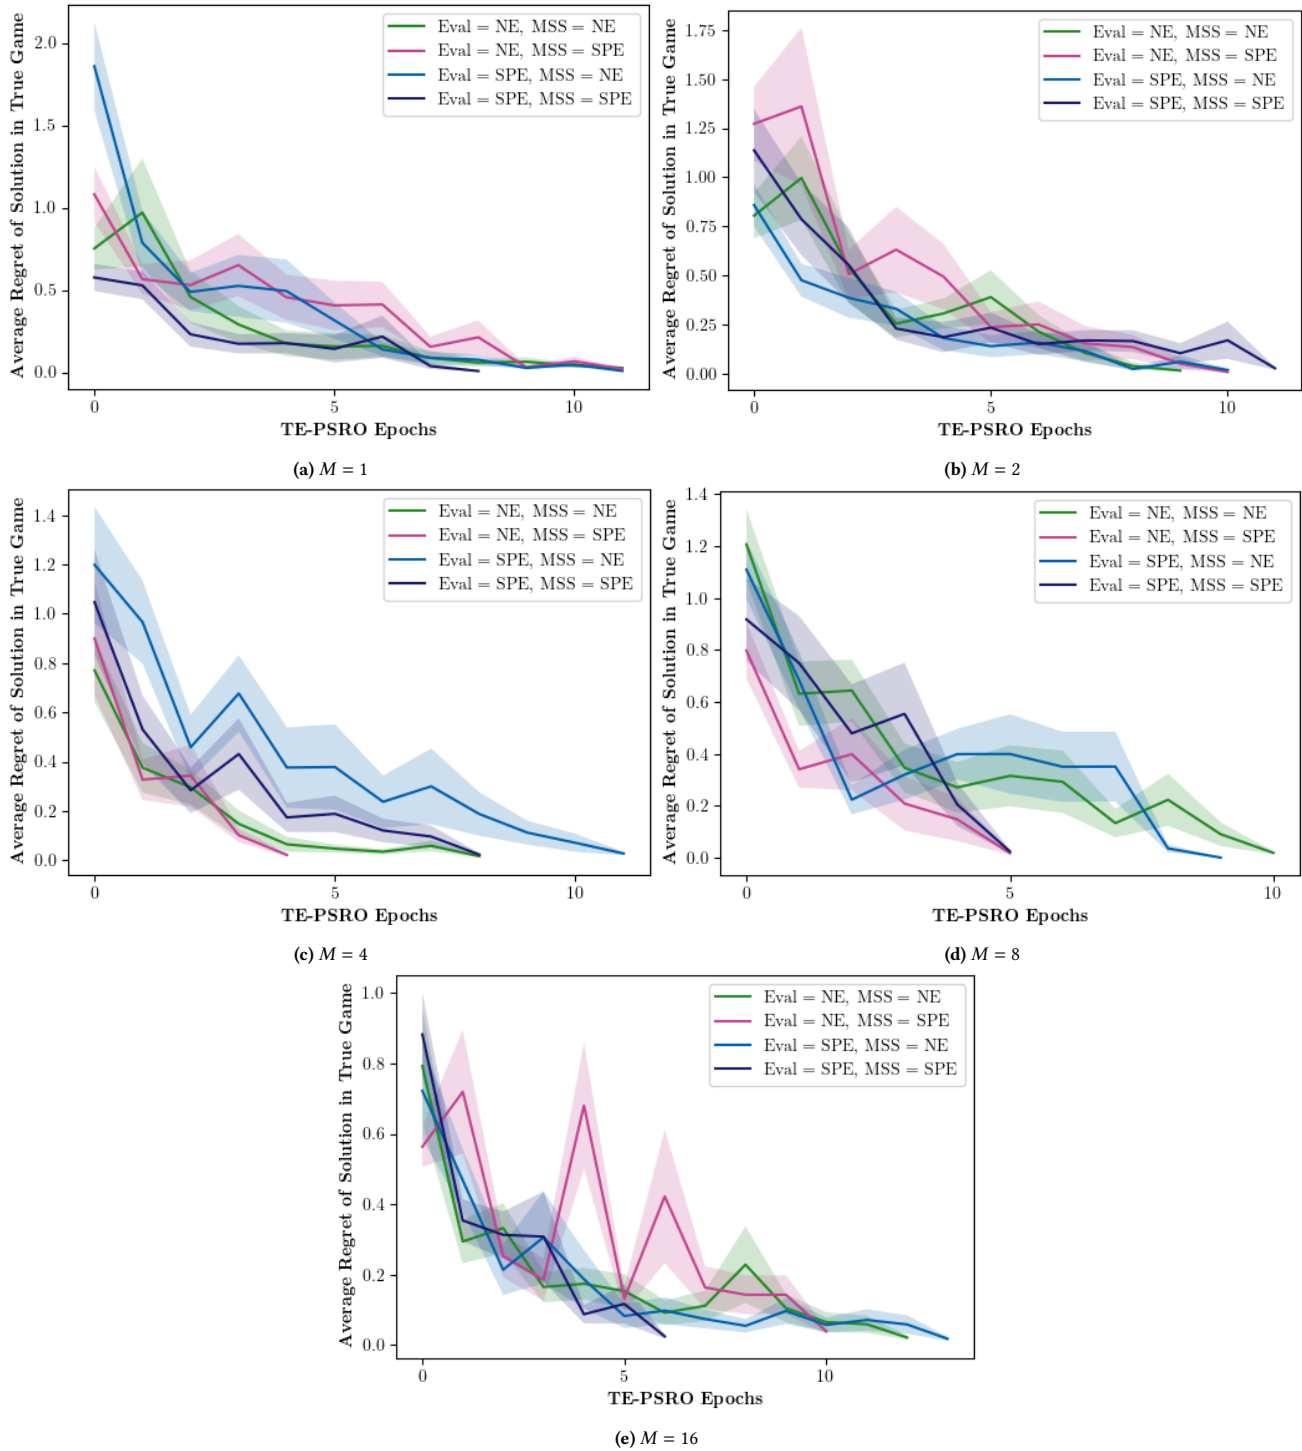 Average Regret of Solution in True Game
2.0
1.5
1.0
0.5
0.0
Eval = NE, MSS = NE
Eval = NE, MSS = SPE
Eval = SPE, MSS = NE
Eval = SPE, MSS = SPE
0 5 10
TE-PSRO Epochs
(a) M = 1
Average Regret of Solution in True Game
1.75
1.50
1.25
1.00
0.75
0.50
0.25
0.00
Eval = NE, MSS = NE
Eval = NE, MSS = SPE
Eval = SPE, MSS = NE
Eval = SPE, MSS = SPE
0 5 10
TE-PSRO Epochs
(b) M = 2
Average Regret of Solution in True Game
1.4
1.2
1.0
0.8
0.6
0.4
0.2
0.0
Eval = NE, MSS = NE
Eval = NE, MSS = SPE
Eval = SPE, MSS = NE
Eval = SPE, MSS = SPE
0 5 10
TE-PSRO Epochs
(c) M = 4
Average Regret of Solution in True Game
1.4
1.2
1.0
0.8
0.6
0.4
0.2
0.0
Eval = NE, MSS = NE
Eval = NE, MSS = SPE
Eval = SPE, MSS = NE
Eval = SPE, MSS = SPE
0 5 10
TE-PSRO Epochs
(d) M = 8
Average Regret of Solution in True Game
1.0
0.8
0.6
0.4
0.2
0.0
Eval = NE, MSS = NE
Eval = NE, MSS = SPE
Eval = SPE, MSS = NE
Eval = SPE, MSS = SPE
0 5 10
TE-PSRO Epochs
(e) M = 16